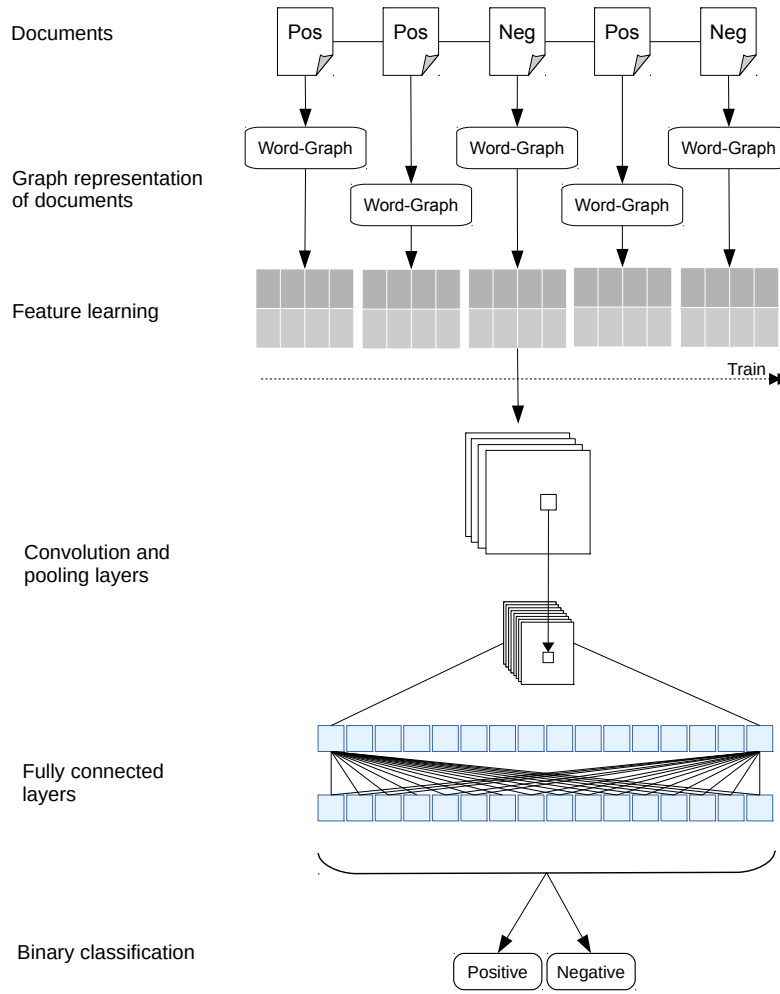 Documents
Pos Pos Neg Pos Neg
Word-Graph Word-Graph Word-Graph
Graph representation
of documents
Word-Graph Word-Graph
Feature learning
Train
Convolution and
pooling layers
Fully connected
layers
Binary classification
Positive Negative